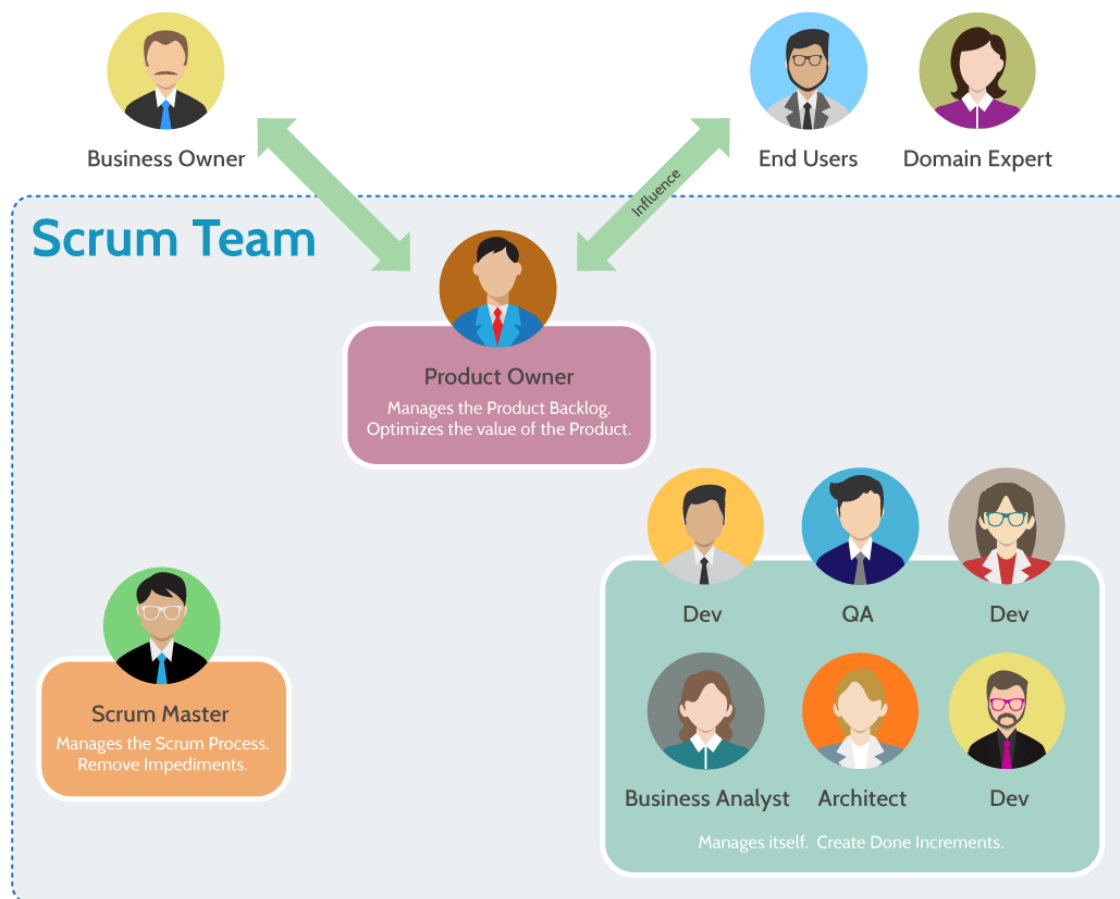 Business Owner
End Users
Domain Expert
Influence
Scrum Team
Product Owner
Manages the Product Backlog.
Optimizes the value of the Product.
Dev
QA
Dev
Scrum Master
Manages the Scrum Process.
Remove Impediments.
Business Analyst
Architect
Dev
Manages itself.  Create Done Increments.